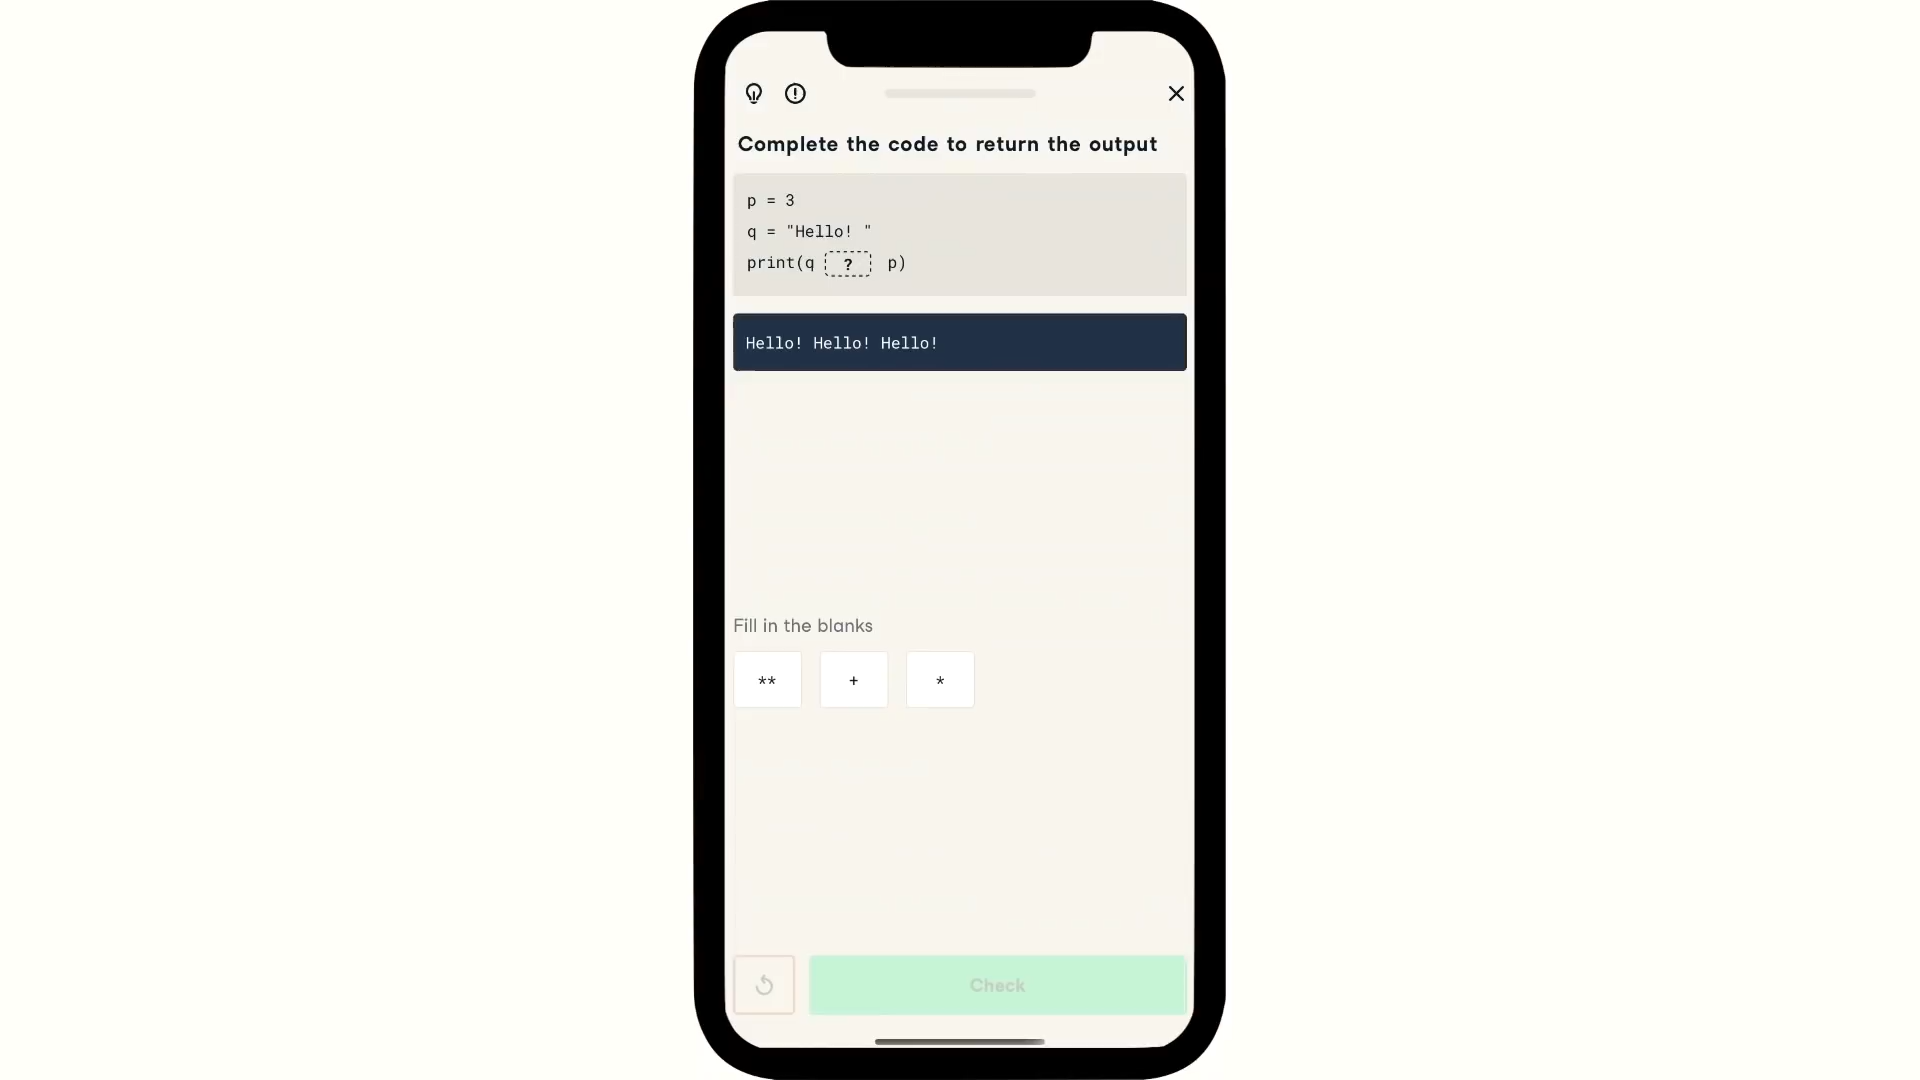 Complete the code to return the output
p = 3
q = "Hello! "
print(q ? p)
Hello! Hello! Hello!
Fill in the blanks
** + *
Check